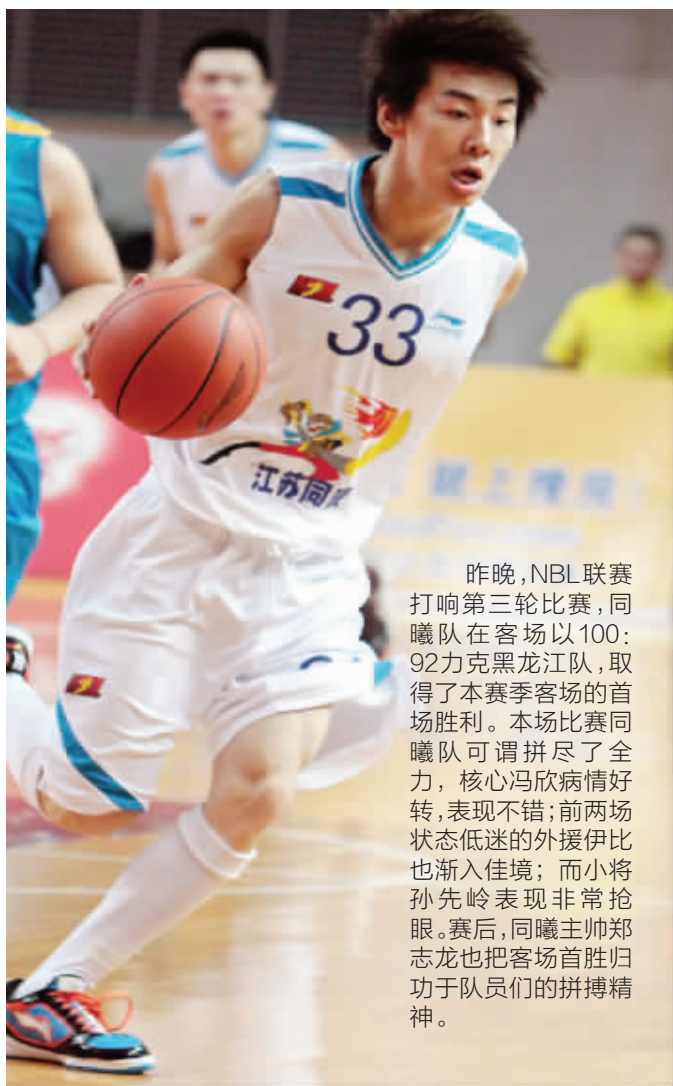 33
江苏同曦
昨晚，NBL联赛
打响第三轮比赛，同
曦队在客场以100：
92力克黑龙江队，取
得了本赛季客场的首
场胜利。本场比赛同
曦队可谓拼尽了全
力，核心冯欣病情好
转，表现不错；前两场
状态低迷的外援伊比
也渐入佳境；而小将
孙先岭表现非常抢
眼。赛后，同曦主帅郑
志龙也把客场首胜归
功于队员们的拼搏精
神。